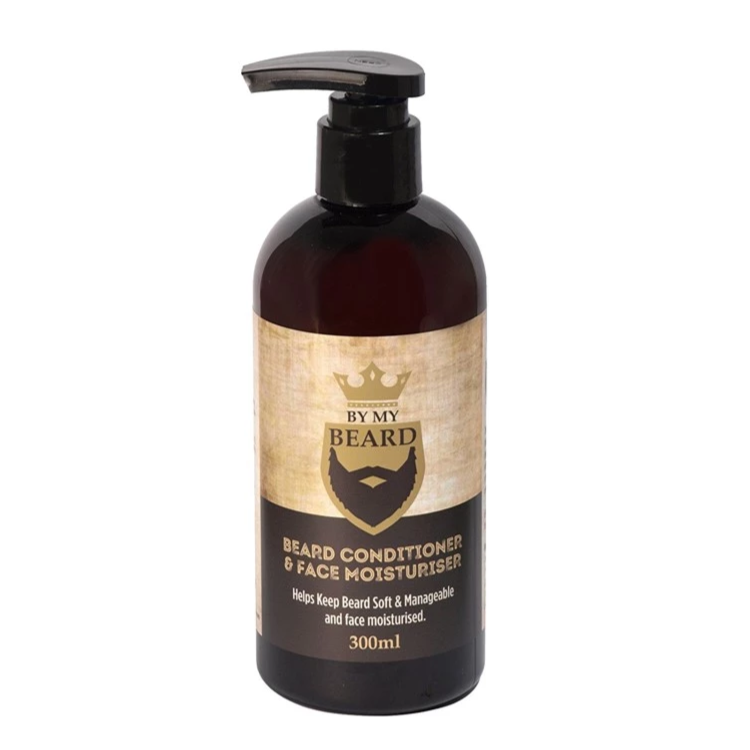 BY MY
BEARD
BEARD CONDITIONER
& FACE MOISTURISER
Helps Keep Beard Soft & Manageable
and face moisturised.
300ml